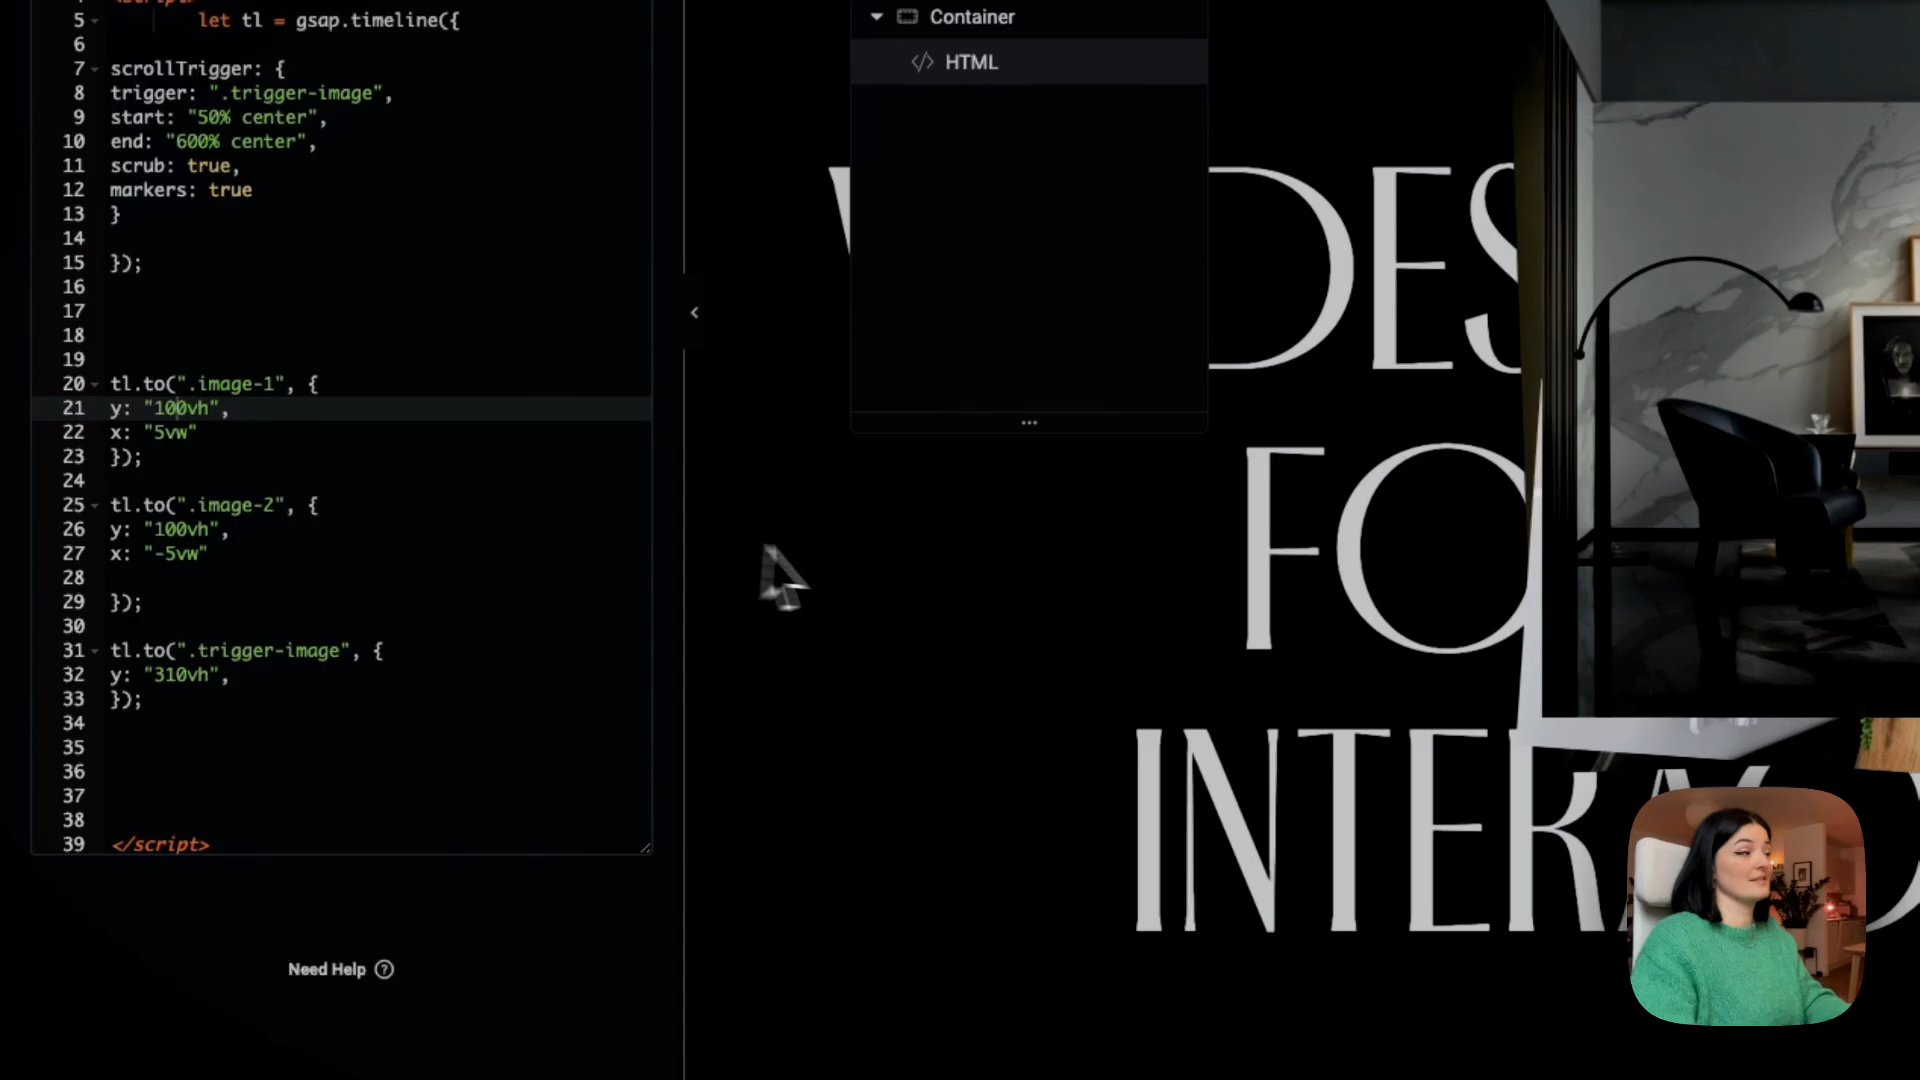 <script>
5 let tl = gsap.timeline({
6
7 scrollTrigger: {
8 trigger: ".trigger-image",
9 start: "50% center",
10 end: "600% center",
11 scrub: true,
12 markers: true
13 }
14
15 });
16
17
18
19
20 tl.to(".image-1", {
21 y: "100vh",
22 x: "5vw"
23 });
24
25 tl.to(".image-2", {
26 y: "100vh",
27 x: "-5vw"
28
29 });
30
31 tl.to(".trigger-image", {
32 y: "310vh",
33 });
34
35
36
37
38
39 </script>
Need Help ?
Container
</> HTML
DES
FO
INTER